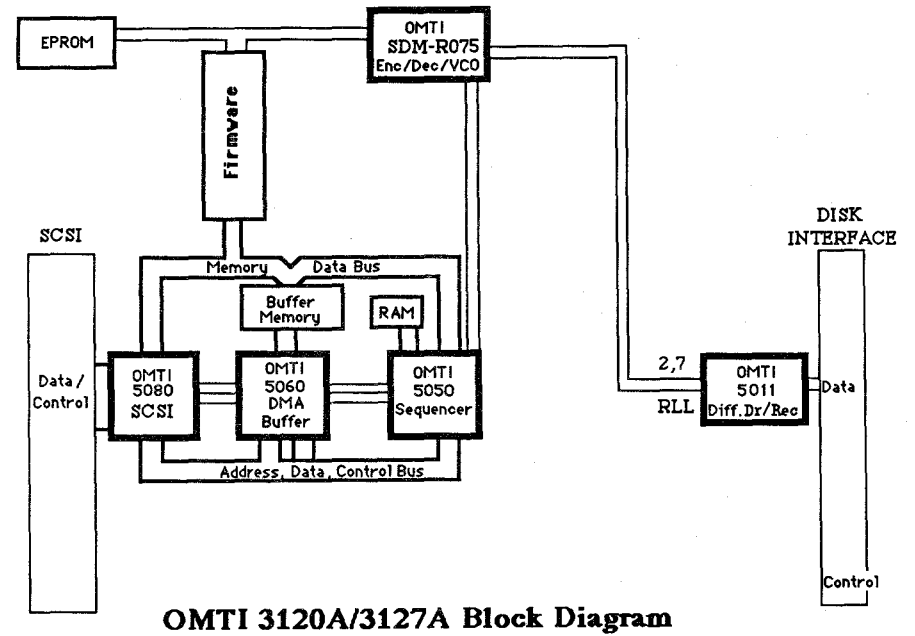 EPROM
OMTI
SDM-R075
Enc/Dec/VCO
Firmware
SCSI
DISK
INTERFACE
Memory Data Bus
Buffer
Memory
RAM
Data /
Control
OMTI
5080
SCSI
OMTI
5060
DMA
Buffer
OMTI
5050
Sequencer
2,7
RLL
OMTI
5011
Diff.Dr/Rec
Data
Address, Data, Control Bus
Control
OMTI 3120A/3127A Block Diagram